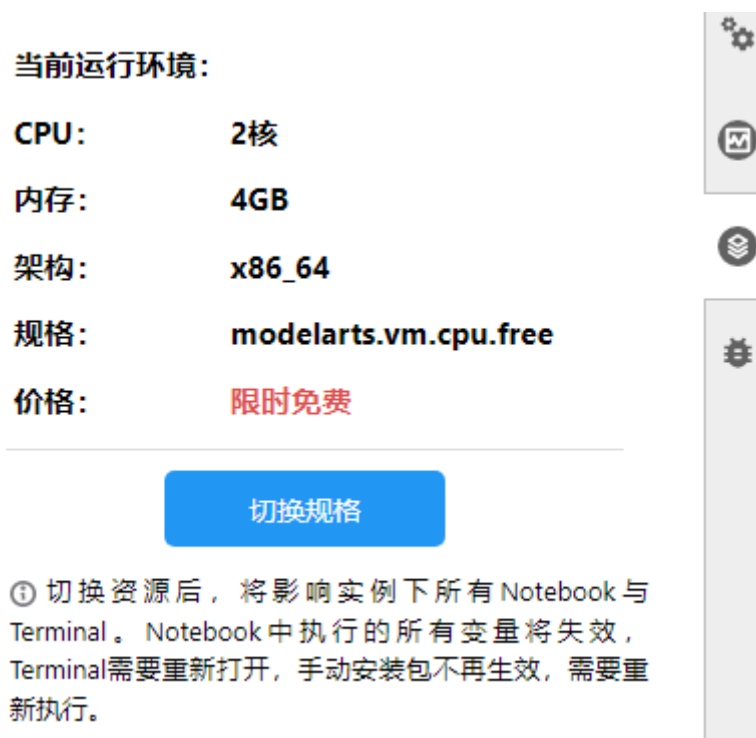 当前运行环境：
CPU： 2核
内存： 4GB
架构： x86_64
规格： modelarts.vm.cpu.free
价格： 限时免费
切换规格
切换资源后，将影响实例下所有Notebook与
Terminal。Notebook中执行的所有变量将失效，
Terminal需要重新打开，手动安装包不再生效，需要重
新执行。